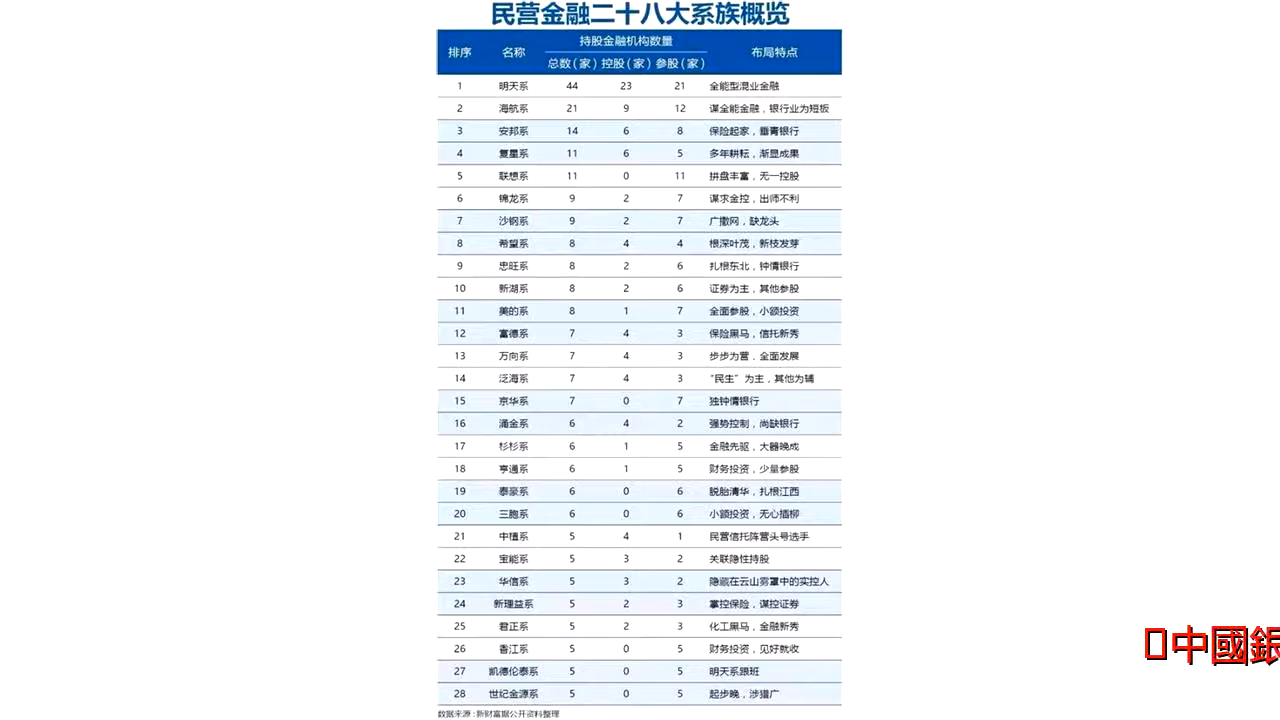 民营金融二十八大系族概览
排序 名称 持股金融机构数量 布局特点
总数(家) 控股(家) 参股(家)
1 明天系 44 23 21 全能型混业金融
2 海航系 21 9 12 谋全能金融，银行业为短板
3 安邦系 14 6 8 保险起家，垂青银行
4 复星系 11 6 5 多年耕耘，渐显成果
5 联想系 11 0 11 拼盘丰富，无一控股
6 锦龙系 9 2 7 谋求金控，出师不利
7 沙钢系 9 2 7 广撒网，缺龙头
8 希望系 8 4 4 根深叶茂，新枝发芽
9 忠旺系 8 2 6 扎根东北，钟情银行
10 新湖系 8 2 6 证券为主，其他参股
11 美的系 8 1 7 全面参股，小额投资
12 富德系 7 4 3 保险黑马，信托新秀
13 万向系 7 4 3 步步为营，全面发展
14 泛海系 7 4 3 “民生”为主，其他为辅
15 京华系 7 0 7 独钟情银行
16 涌金系 6 4 2 强势控制，尚缺银行
17 杉杉系 6 1 5 金融先驱，大器晚成
18 亨通系 6 1 5 财务投资，少量参股
19 泰豪系 6 0 6 脱胎清华，扎根江西
20 三胞系 6 0 6 小额投资，无心插柳
21 中植系 5 4 1 民营信托阵营头号选手
22 宝能系 5 3 2 关联隐性持股
23 华信系 5 3 2 隐藏在云山雾罩中的实控人
24 新理益系 5 2 3 掌控保险，谋控证券
25 君正系 5 2 3 化工黑马，金融新秀
26 香江系 5 0 5 财务投资，见好就收
27 凯德伦泰系 5 0 5 明天系跟班
28 世纪金源系 5 0 5 起步晚，涉猎广
数据来源：新财富据公开资料整理
中國銀